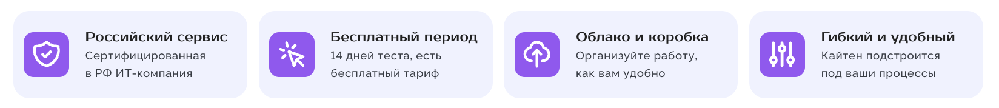 Российский сервис
Сертифицированная
в РФ ИТ-компания
Бесплатный период
14 дней теста, есть
бесплатный тариф
Облако и коробка
Организуйте работу,
как вам удобно
Гибкий и удобный
Кайтен подстроится
под ваши процессы